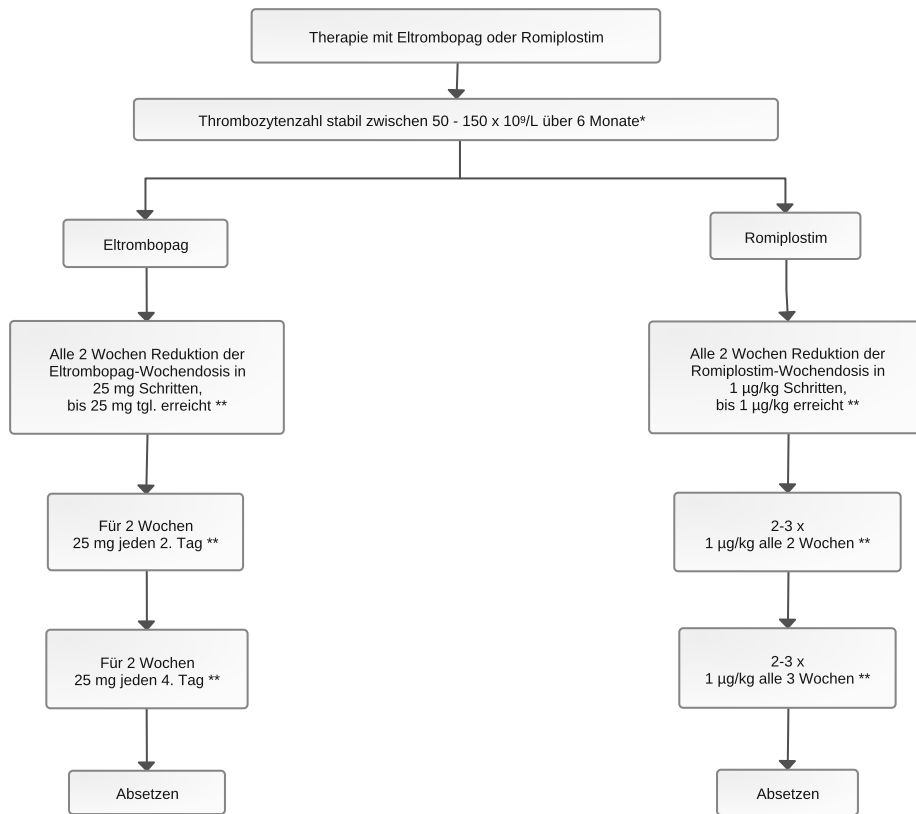 Therapie mit Eltrombopag oder Romiplostim
Thrombozytenzahl stabil zwischen 50 - 150 x 10⁹/L über 6 Monate*
Eltrombopag
Romiplostim
Alle 2 Wochen Reduktion der
Eltrombopag-Wochendosis in
25 mg Schritten,
bis 25 mg tgl. erreicht **
Alle 2 Wochen Reduktion der
Romiplostim-Wochendosis in
1 µg/kg Schritten,
bis 1 µg/kg erreicht **
Für 2 Wochen
25 mg jeden 2. Tag **
2-3 x
1 µg/kg alle 2 Wochen **
Für 2 Wochen
25 mg jeden 4. Tag **
2-3 x
1 µg/kg alle 3 Wochen **
Absetzen
Absetzen